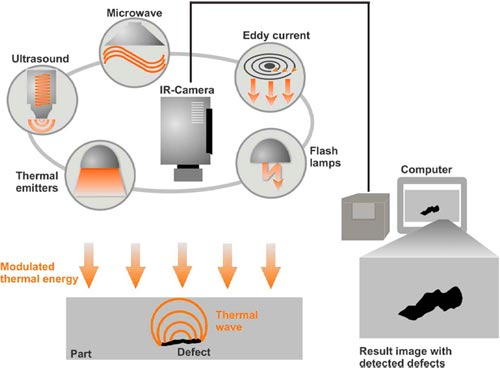 Microwave
Ultrasound
Eddy current
IR-Camera
Thermal
emitters
Flash
lamps
Computer
Modulated
thermal energy
Thermal
wave
Part
Defect
Result image with
detected defects